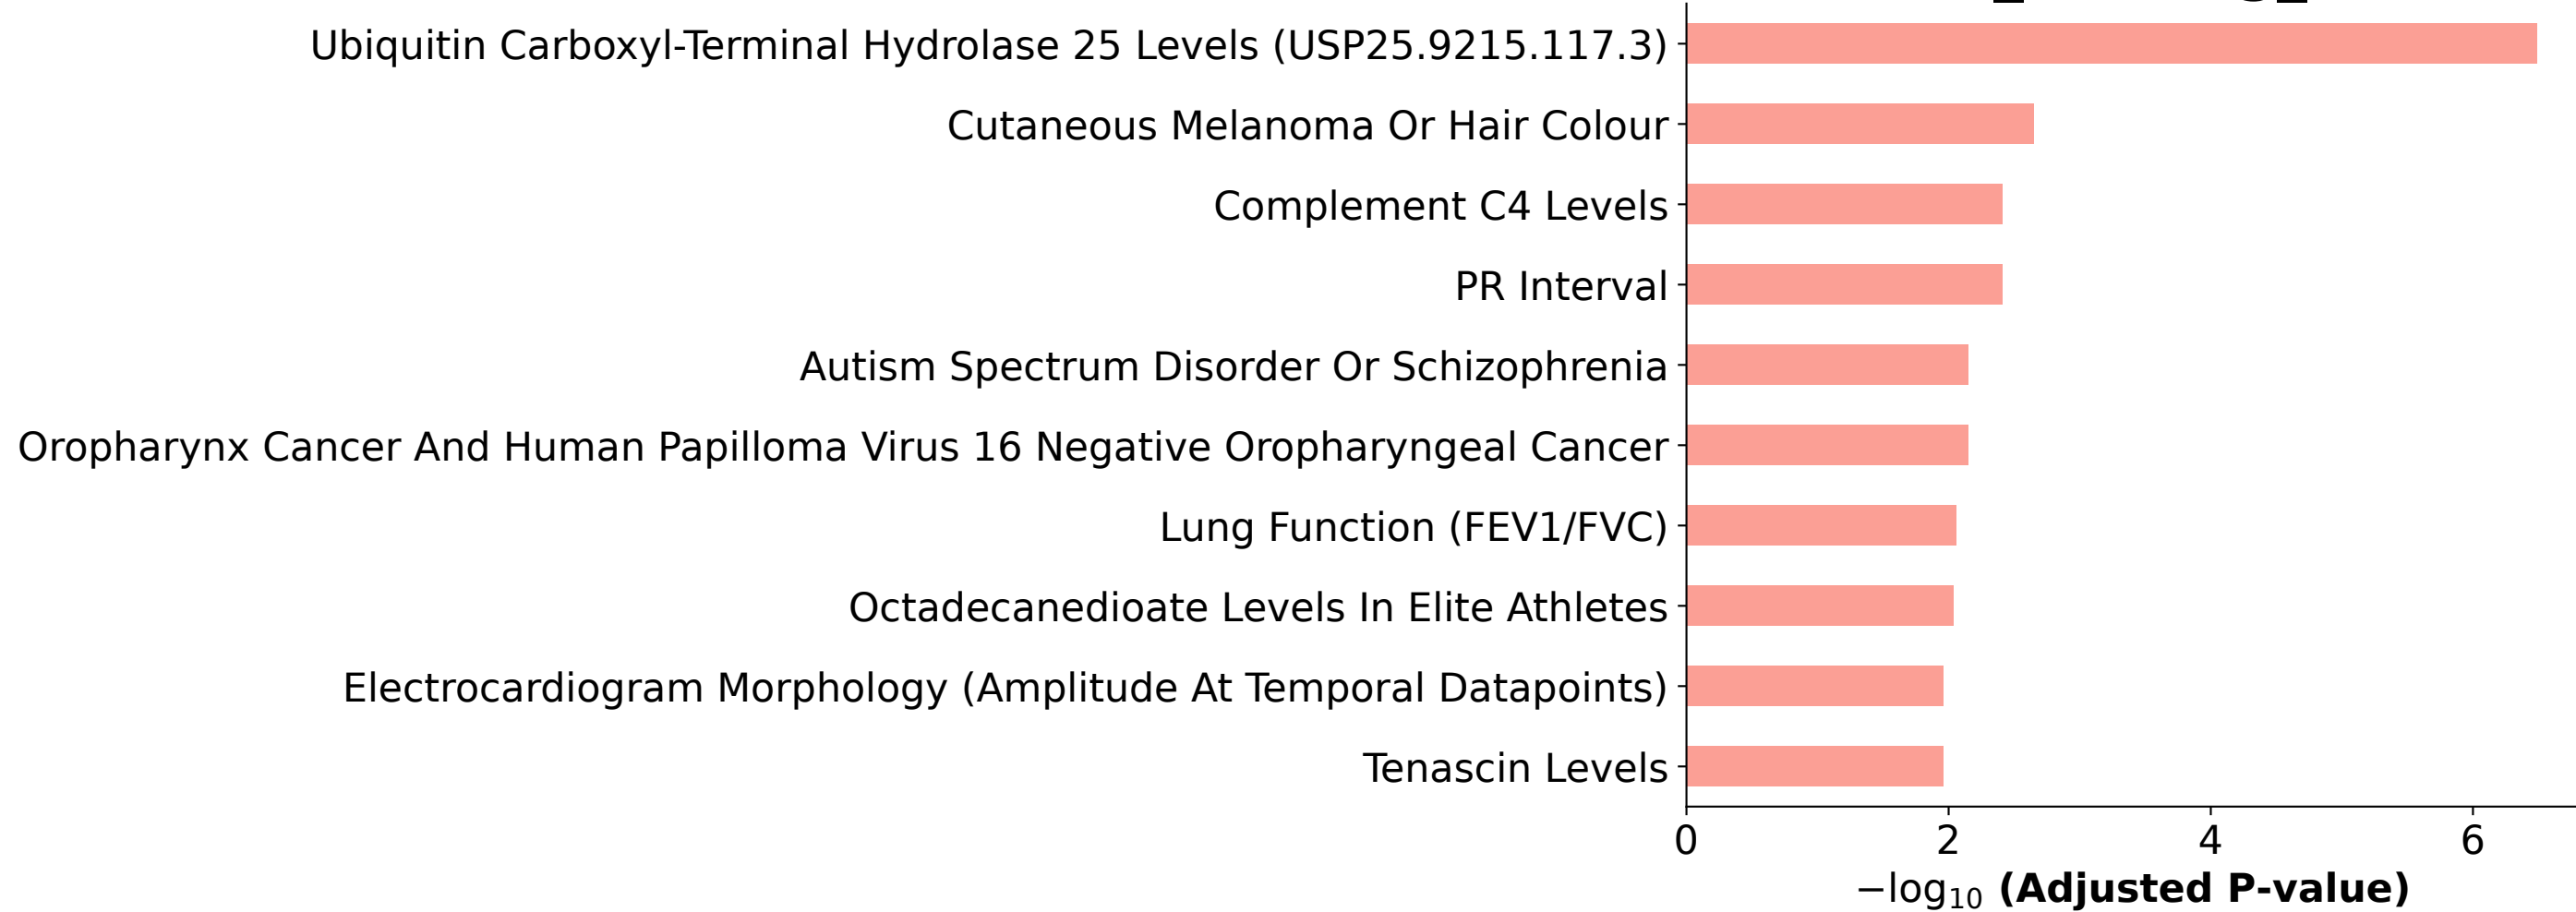 Ubiquitin Carboxyl-Terminal Hydrolase 25 Levels (USP25.9215.117.3)
Cutaneous Melanoma Or Hair Colour
Complement C4 Levels
PR Interval
Autism Spectrum Disorder Or Schizophrenia
Oropharynx Cancer And Human Papilloma Virus 16 Negative Oropharyngeal Cancer
Lung Function (FEV1/FVC)
Octadecanedioate Levels In Elite Athletes
Electrocardiogram Morphology (Amplitude At Temporal Datapoints)
Tenascin Levels
0 2 4 6
−log₁₀ (Adjusted P-value)